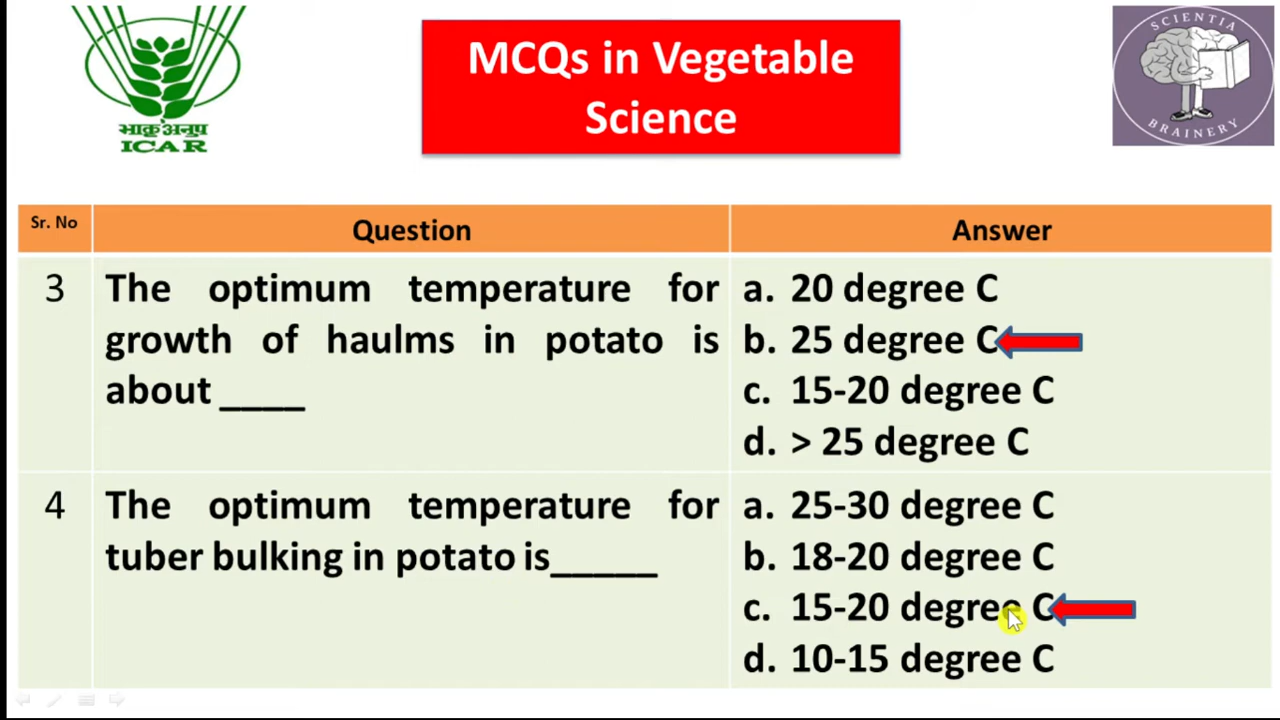 MCQs in Vegetable
Science
भाकृअनुप
ICAR
SCIENTIA
BRAINERY
Sr. No
Question
Answer
3
The optimum temperature for
growth of haulms in potato is
about ____
a. 20 degree C
b. 25 degree C
c. 15-20 degree C
d. > 25 degree C
4
The optimum temperature for
tuber bulking in potato is_____
a. 25-30 degree C
b. 18-20 degree C
c. 15-20 degree C
d. 10-15 degree C